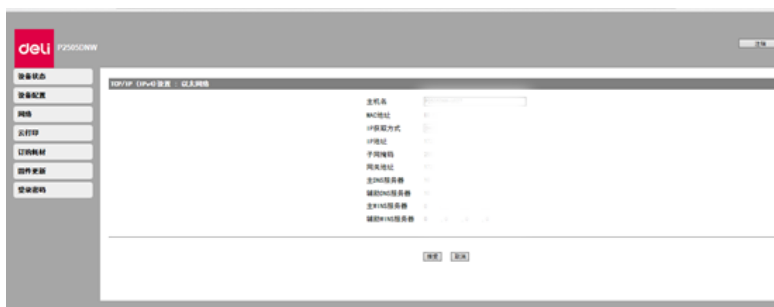 deli P2505DNW
注销
设备状态
设备配置
网络
云打印
订购耗材
固件更新
登录密码
TCP/IP (IPv4)设置 : 以太网络
主机名
MAC地址
IP获取方式
IP地址
子网掩码
网关地址
主DNS服务器
辅助DNS服务器
主WINS服务器
辅助WINS服务器
接受 取消